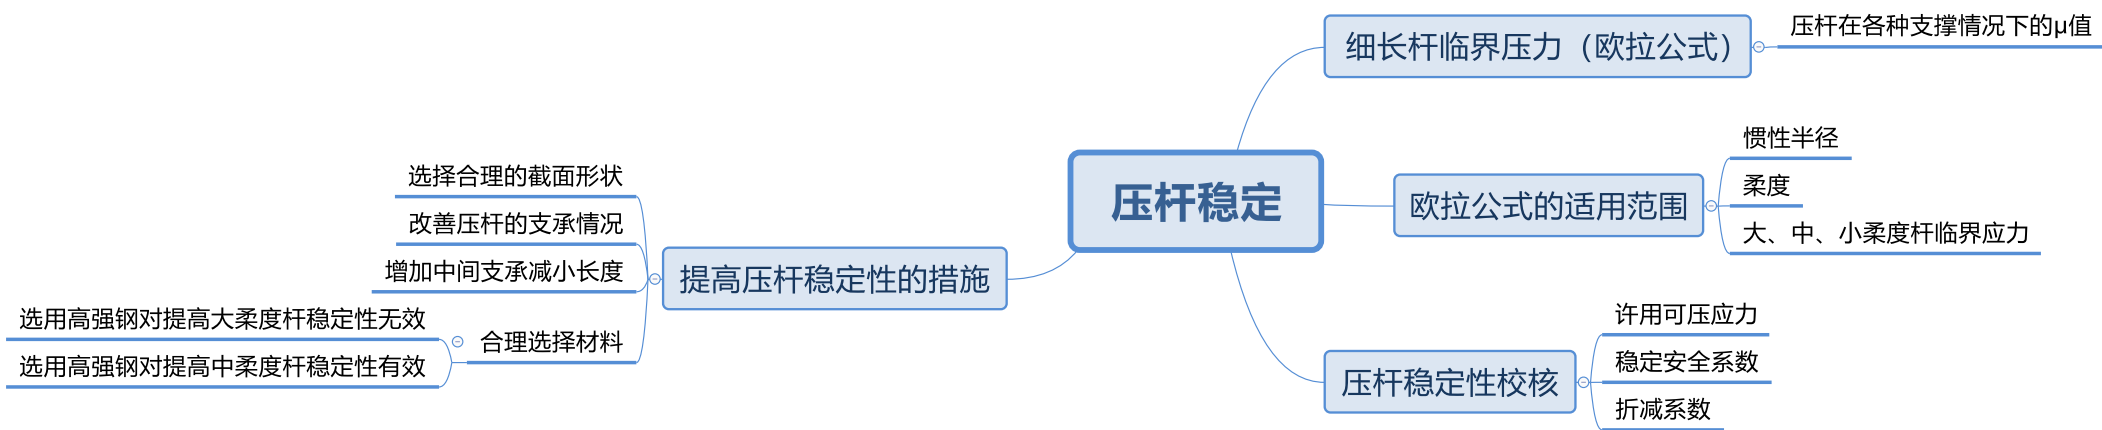 压杆稳定
细长杆临界压力（欧拉公式）
压杆在各种支撑情况下的μ值
欧拉公式的适用范围
惯性半径
柔度
大、中、小柔度杆临界应力
压杆稳定性校核
许用可压应力
稳定安全系数
折减系数
提高压杆稳定性的措施
选择合理的截面形状
改善压杆的支承情况
增加中间支承减小长度
合理选择材料
选用高强钢对提高大柔度杆稳定性无效
选用高强钢对提高中柔度杆稳定性有效